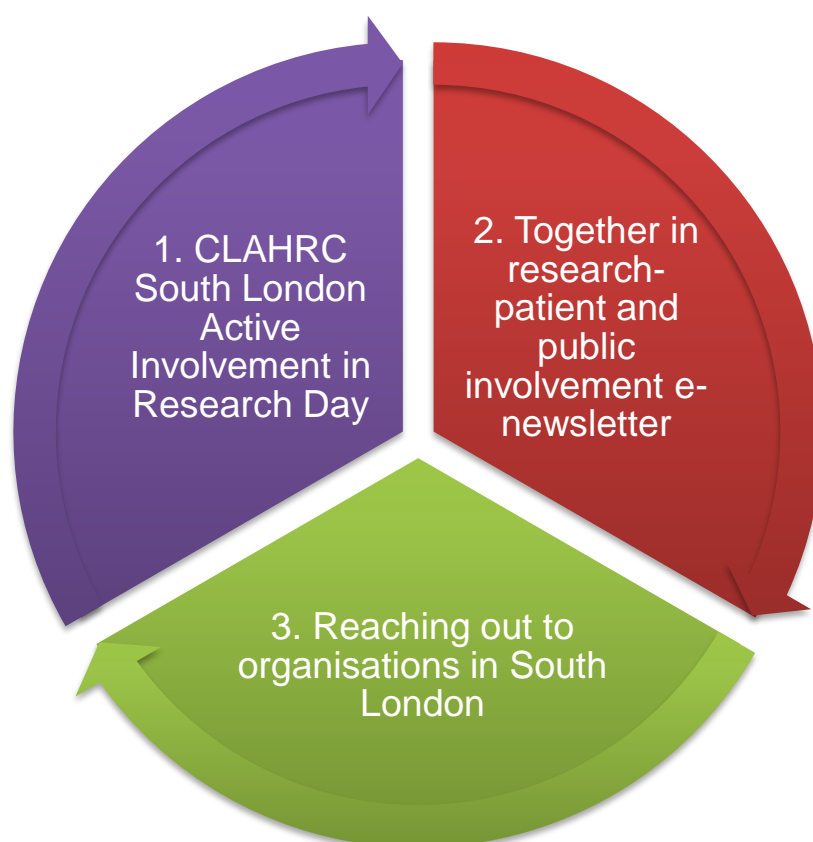 1. CLAHRC
South London
Active
Involvement in
Research Day
2. Together in
research-
patient and
public
involvement e-
newsletter
3. Reaching out to
organisations in South
London